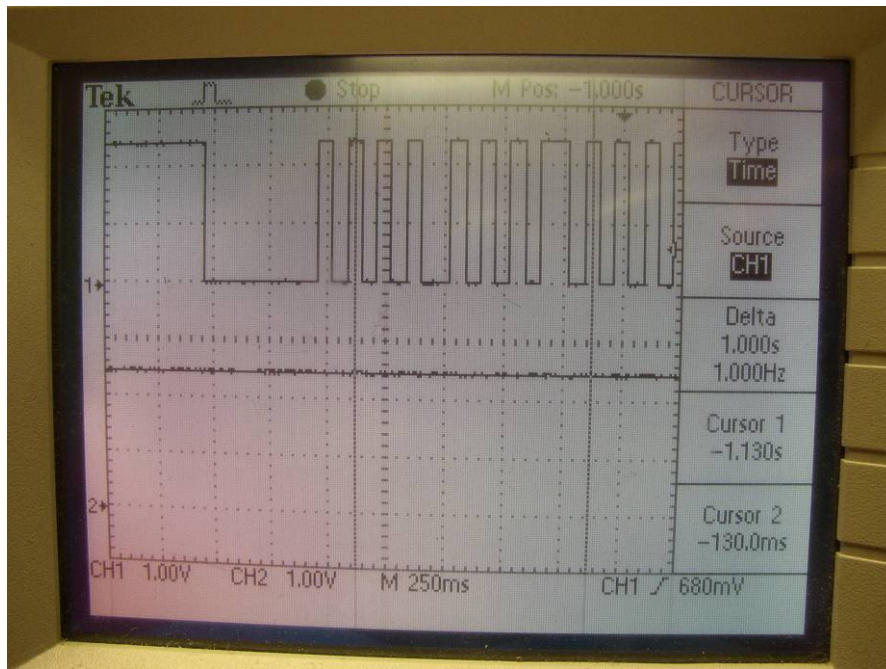 Tek Stop M Pos: -1.000s CURSOR
Type
Time
Source
CH1
Delta
1.000s
1.000Hz
Cursor 1
-1.130s
Cursor 2
-130.0ms
1
2
CH1 1.00V CH2 1.00V M 250ms CH1 680mV